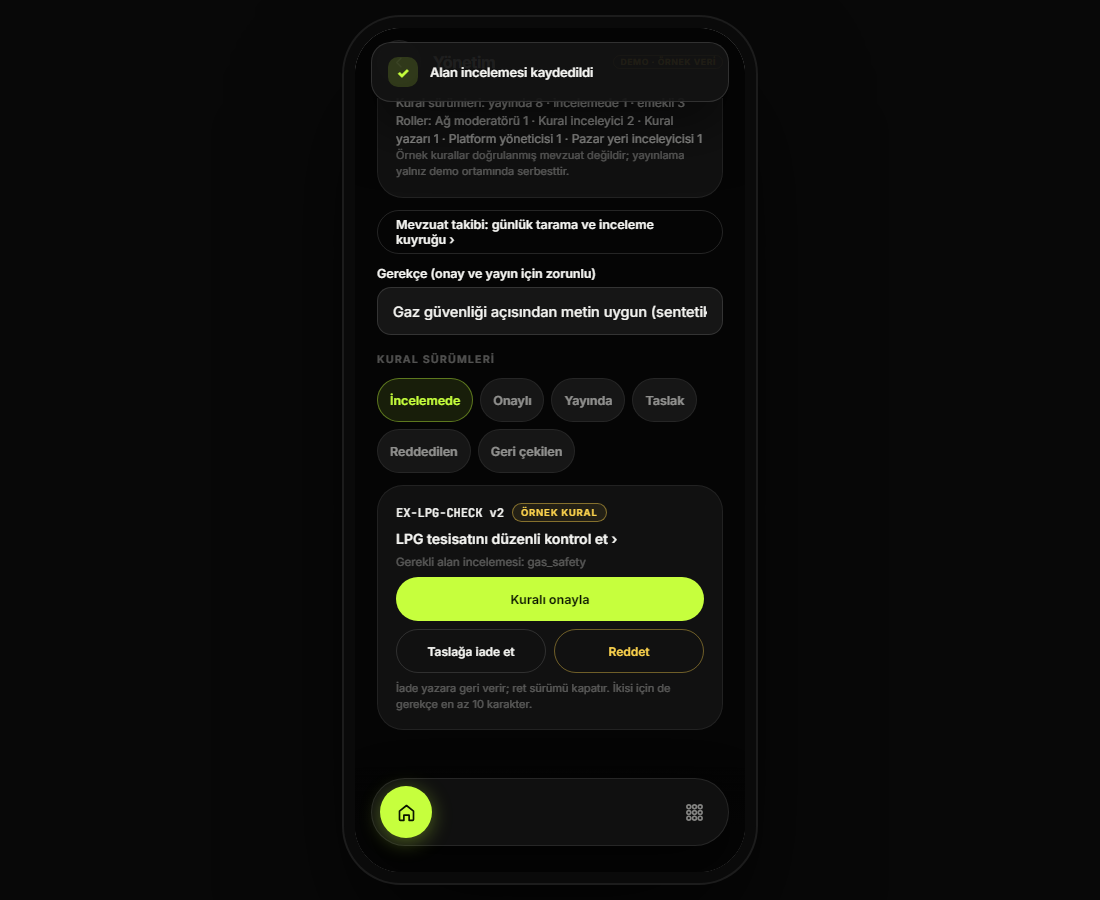 Yönetim
DEMO · ÖRNEK VERİ
Alan incelemesi kaydedildi
Kural sürümleri: yayında 8 · incelemede 1 · emekli 3
Roller: Ağ moderatörü 1 · Kural inceleyici 2 · Kural
yazarı 1 · Platform yöneticisi 1 · Pazar yeri inceleyicisi 1
Örnek kurallar doğrulanmış mevzuat değildir; yayınlama
yalnız demo ortamında serbesttir.
Mevzuat takibi: günlük tarama ve inceleme
kuyruğu ›
Gerekçe (onay ve yayın için zorunlu)
Gaz güvenliği açısından metin uygun (sentetik
KURAL SÜRÜMLERİ
İncelemede
Onaylı
Yayında
Taslak
Reddedilen
Geri çekilen
EX-LPG-CHECK v2
ÖRNEK KURAL
LPG tesisatını düzenli kontrol et ›
Gerekli alan incelemesi: gas_safety
Kuralı onayla
Taslağa iade et
Reddet
İade yazara geri verir; ret sürümü kapatır. İkisi için de
gerekçe en az 10 karakter.